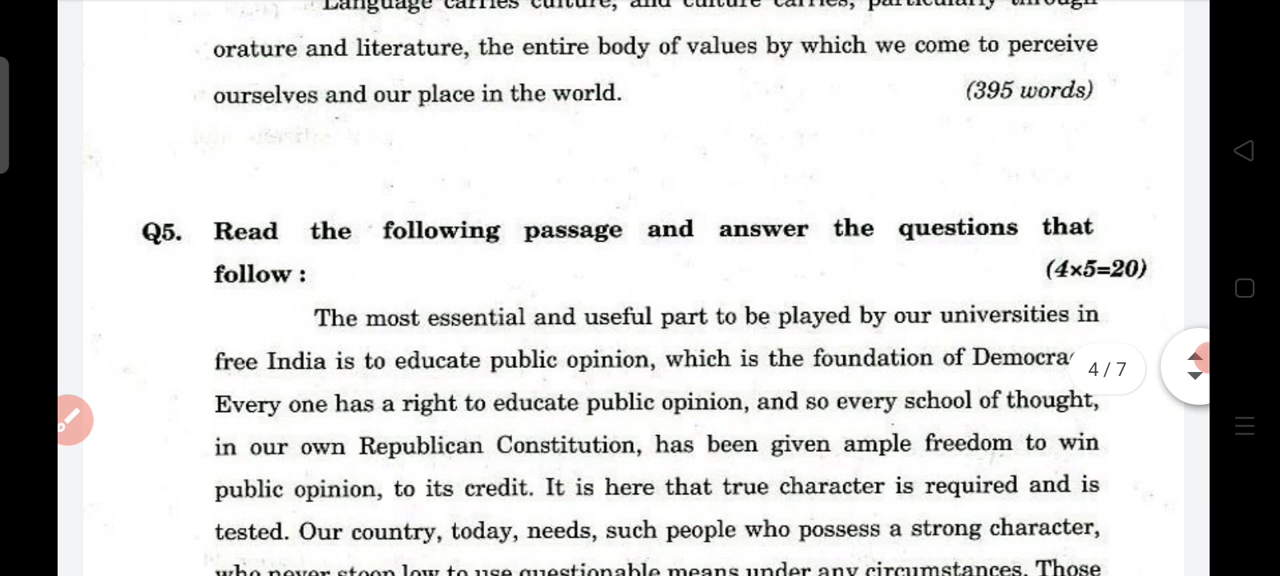 Language carries culture, and culture carries, particularly through
orature and literature, the entire body of values by which we come to perceive
ourselves and our place in the world. (395 words)
Q5. Read the following passage and answer the questions that
follow : (4×5=20)
The most essential and useful part to be played by our universities in
free India is to educate public opinion, which is the foundation of Democra
4 / 7
Every one has a right to educate public opinion, and so every school of thought,
in our own Republican Constitution, has been given ample freedom to win
public opinion, to its credit. It is here that true character is required and is
tested. Our country, today, needs, such people who possess a strong character,
who never stoop low to use questionable means under any circumstances. Those